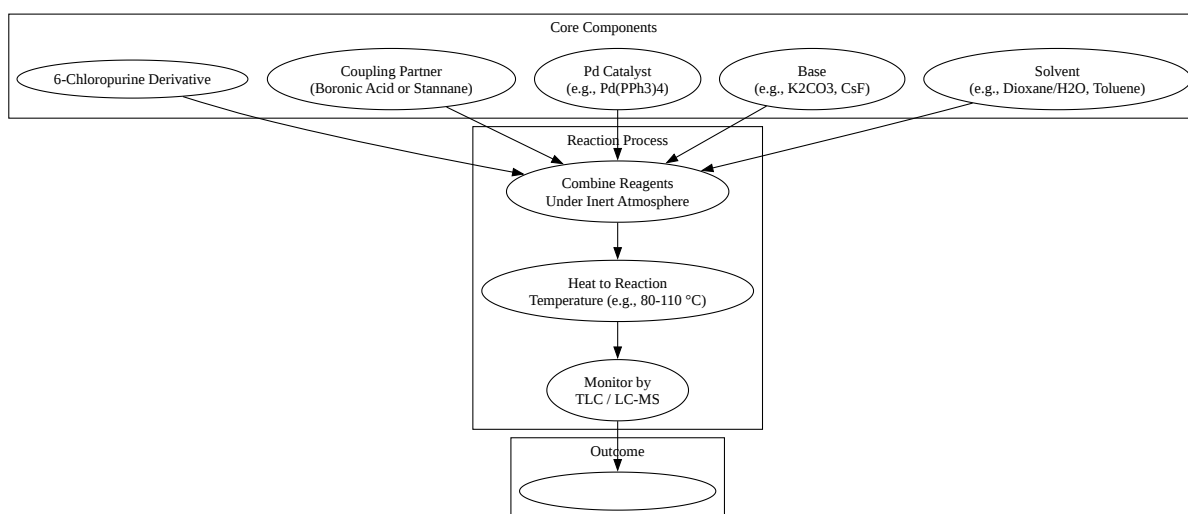 Core Components
6-Chloropurine Derivative
Coupling Partner
(Boronic Acid or Stannane)
Pd Catalyst
(e.g., Pd(PPh3)4)
Base
(e.g., K2CO3, CsF)
Solvent
(e.g., Dioxane/H2O, Toluene)
Reaction Process
Combine Reagents
Under Inert Atmosphere
Heat to Reaction
Temperature (e.g., 80-110 °C)
Monitor by
TLC / LC-MS
Outcome